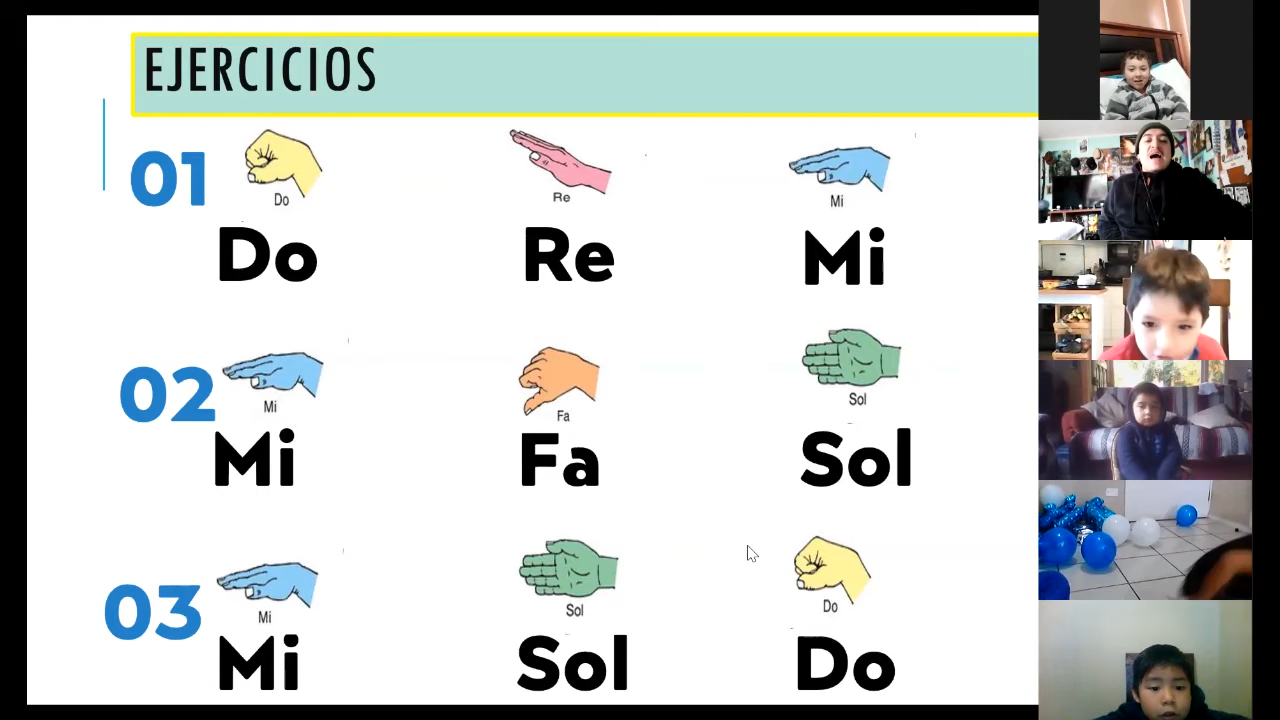 EJERCICIOS
01
Do Re Mi
Do Re Mi
02
Mi Fa Sol
Mi Fa Sol
03
Mi Sol Do
Mi Sol Do